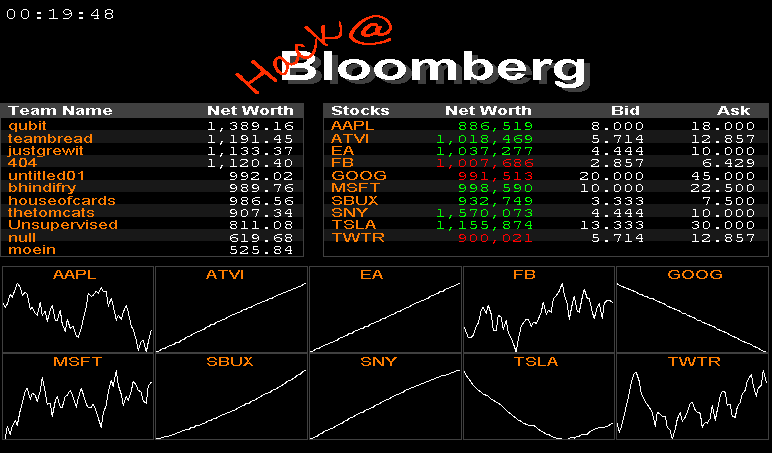 00:19:48
Hack@
Bloomberg
Team Name Net Worth
qubit 1,389.16
teambread 1,191.45
justgrewit 1,133.37
404 1,120.40
untitled01 992.02
bhindifry 989.76
houseofcards 986.56
thetomcats 907.34
Unsupervised 811.08
null 619.68
moein 525.84
Stocks Net Worth Bid Ask
AAPL 886,519 8.000 18.000
ATVI 1,018,469 5.714 12.857
EA 1,037,277 4.444 10.000
FB 1,007,686 2.857 6.429
GOOG 991,513 20.000 45.000
MSFT 998,590 10.000 22.500
SBUX 932,749 3.333 7.500
SNY 1,570,073 4.444 10.000
TSLA 1,155,874 13.333 30.000
TWTR 900,021 5.714 12.857
AAPL ATVI EA FB GOOG
MSFT SBUX SNY TSLA TWTR